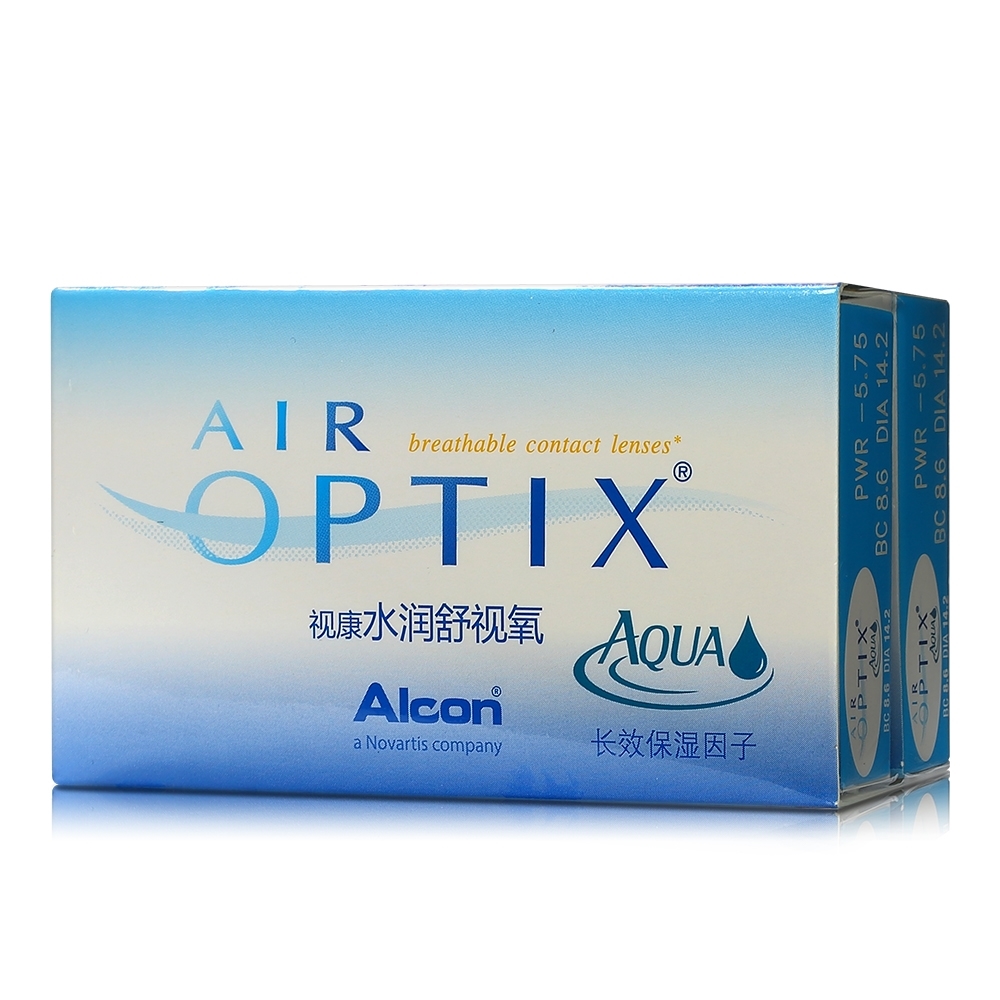 AIR
breathable contact lenses*
OPTIX®
视康水润舒视氧
AQUA
Alcon®
a Novartis company
长效保湿因子
PWR -5.75
BC 8.6 DIA 14.2
AIR
OPTIX®
AQUA
BC 8.6 DIA 14.2
PWR -5.75
BC 8.6 DIA 14.2
AIR
OPTIX®
AQUA
BC 8.6 DIA 14.2